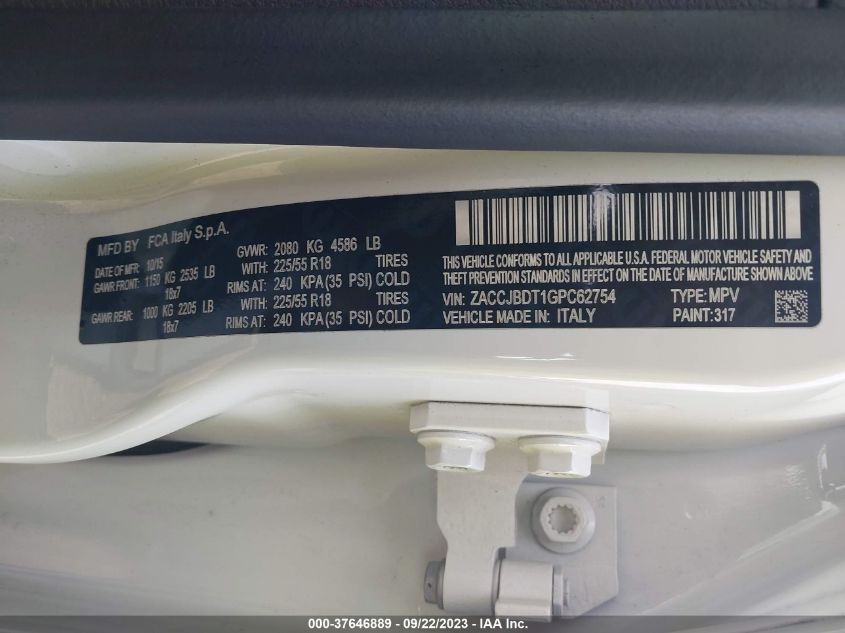 MFD BY FCA Italy S.p.A.
DATE OF MFR: 10/15 GVWR: 2080 KG 4586 LB
GAWR FRONT: 1150 KG 2535 LB WITH: 225/55 R18 TIRES
18x7 RIMS AT: 240 KPA (35 PSI) COLD
GAWR REAR: 1000 KG 2205 LB WITH: 225/55 R18 TIRES
18x7 RIMS AT: 240 KPA (35 PSI) COLD
THIS VEHICLE CONFORMS TO ALL APPLICABLE U.S.A. FEDERAL MOTOR VEHICLE SAFETY AND
THEFT PREVENTION STANDARDS IN EFFECT ON THE DATE OF MANUFACTURE SHOWN ABOVE.
VIN: ZACCJBDT1GPC62754 TYPE: MPV
VEHICLE MADE IN: ITALY PAINT:317
000-37646889 - 09/22/2023 - IAA Inc.